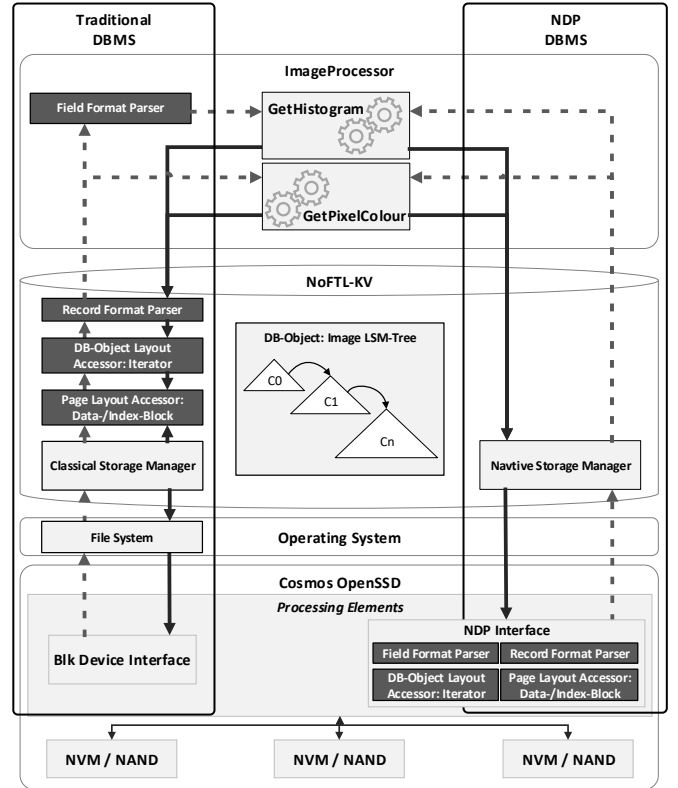 Traditional
DBMS
NDP
DBMS
ImageProcessor
Field Format Parser
GetHistogram
GetPixelColour
NoFTL-KV
Record Format Parser
DB-Object Layout
Accessor: Iterator
Page Layout Accessor:
Data-/Index-Block
Classical Storage Manager
DB-Object: Image LSM-Tree
C0
C1
Cn
Navtive Storage Manager
File System
Operating System
Cosmos OpenSSD
Processing Elements
Blk Device Interface
NDP Interface
Field Format Parser
Record Format Parser
DB-Object Layout
Accessor: Iterator
Page Layout Accessor:
Data-/Index-Block
NVM / NAND
NVM / NAND
NVM / NAND